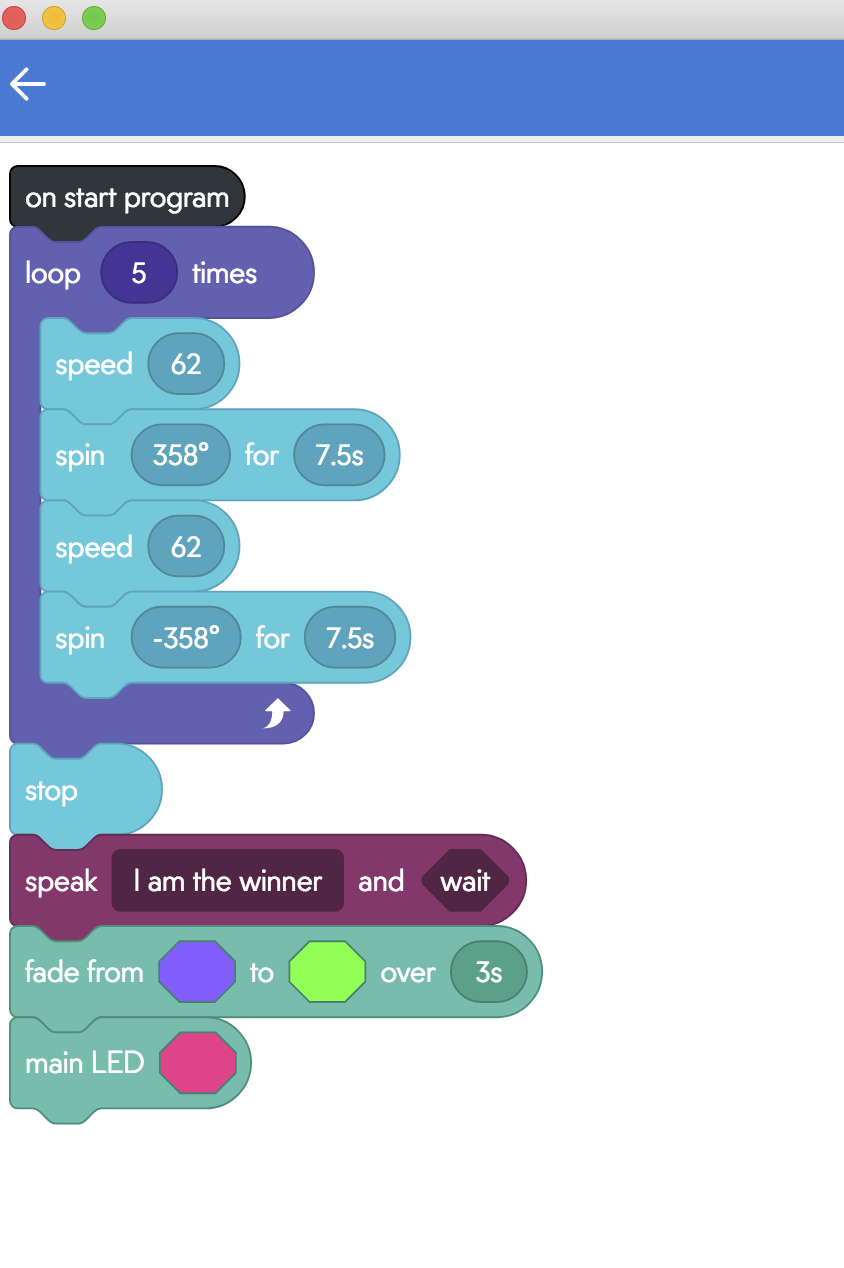 on start program
loop 5 times
speed 62
spin 358° for 7.5s
speed 62
spin -358° for 7.5s
stop
speak I am the winner and wait
fade from to over 3s
main LED